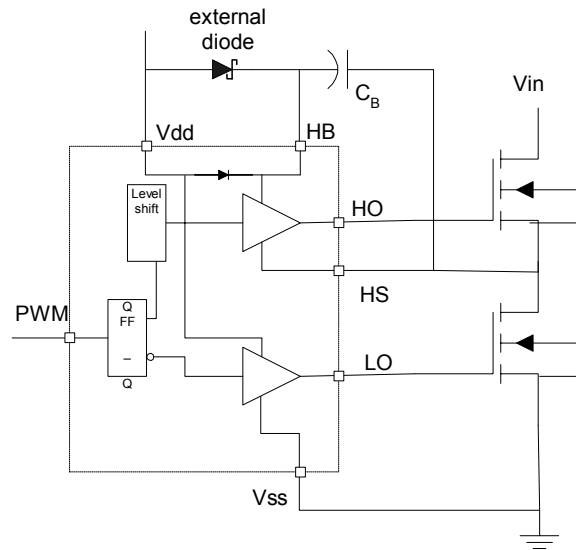 external
diode
C_B
Vin
Vdd
HB
Level
shift
HO
HS
PWM
Q
FF
_
Q
LO
Vss